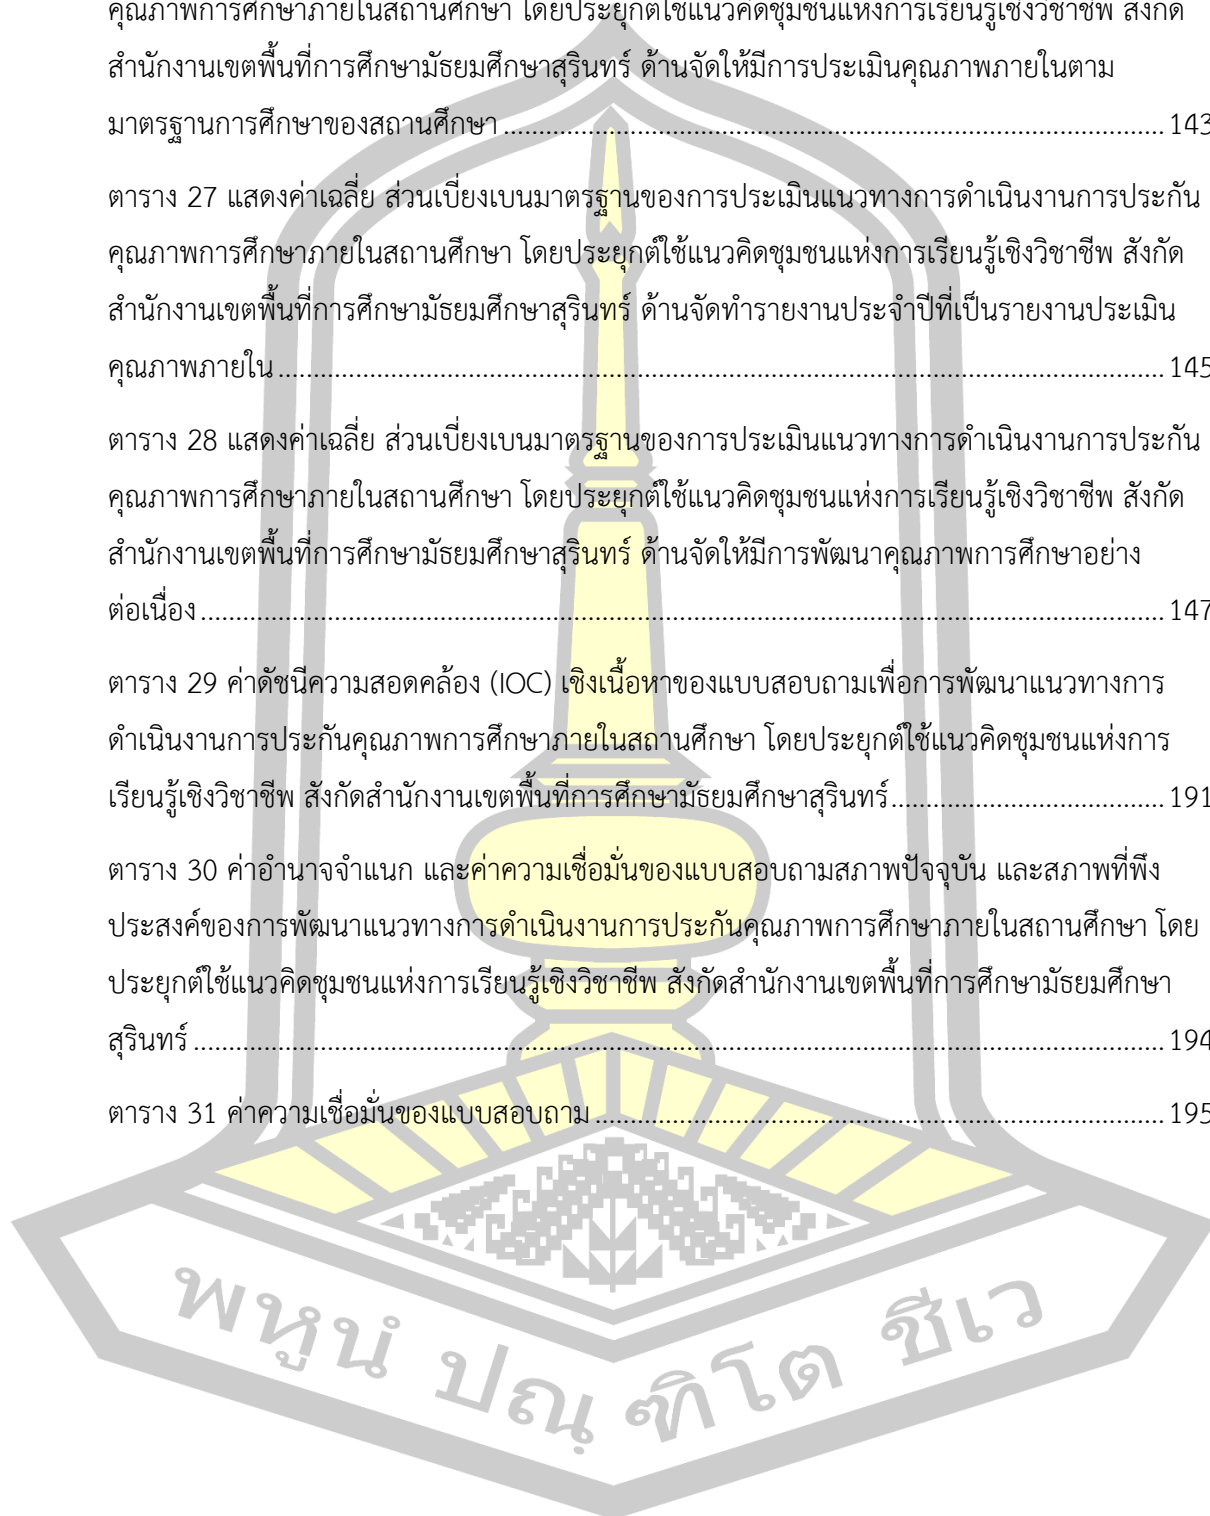 คุณภาพการศึกษาภายในสถานศึกษา โดยประยุกต์ใช้แนวคิดชุมชนแห่งการเรียนรู้เชิงวิชาชีพ สังกัด
สำนักงานเขตพื้นที่การศึกษามัธยมศึกษาสุรินทร์ ด้านจัดให้มีการประเมินคุณภาพภายในตาม
มาตรฐานการศึกษาของสถานศึกษา ................................................................ 143
ตาราง 27 แสดงค่าเฉลี่ย ส่วนเบี่ยงเบนมาตรฐานของการประเมินแนวทางการดำเนินงานการประกัน
คุณภาพการศึกษาภายในสถานศึกษา โดยประยุกต์ใช้แนวคิดชุมชนแห่งการเรียนรู้เชิงวิชาชีพ สังกัด
สำนักงานเขตพื้นที่การศึกษามัธยมศึกษาสุรินทร์ ด้านจัดทำรายงานประจำปีที่เป็นรายงานประเมิน
คุณภาพภายใน ................................................................ 145
ตาราง 28 แสดงค่าเฉลี่ย ส่วนเบี่ยงเบนมาตรฐานของการประเมินแนวทางการดำเนินงานการประกัน
คุณภาพการศึกษาภายในสถานศึกษา โดยประยุกต์ใช้แนวคิดชุมชนแห่งการเรียนรู้เชิงวิชาชีพ สังกัด
สำนักงานเขตพื้นที่การศึกษามัธยมศึกษาสุรินทร์ ด้านจัดให้มีการพัฒนาคุณภาพการศึกษาอย่าง
ต่อเนื่อง ................................................................ 147
ตาราง 29 ค่าดัชนีความสอดคล้อง (IOC) เชิงเนื้อหาของแบบสอบถามเพื่อการพัฒนาแนวทางการ
ดำเนินงานการประกันคุณภาพการศึกษาภายในสถานศึกษา โดยประยุกต์ใช้แนวคิดชุมชนแห่งการ
เรียนรู้เชิงวิชาชีพ สังกัดสำนักงานเขตพื้นที่การศึกษามัธยมศึกษาสุรินทร์ ................................ 191
ตาราง 30 ค่าอำนาจจำแนก และค่าความเชื่อมั่นของแบบสอบถามสภาพปัจจุบัน และสภาพที่พึง
ประสงค์ของการพัฒนาแนวทางการดำเนินงานการประกันคุณภาพการศึกษาภายในสถานศึกษา โดย
ประยุกต์ใช้แนวคิดชุมชนแห่งการเรียนรู้เชิงวิชาชีพ สังกัดสำนักงานเขตพื้นที่การศึกษามัธยมศึกษา
สุรินทร์ ................................................................ 194
ตาราง 31 ค่าความเชื่อมั่นของแบบสอบถาม ................................................................ 195
พหูนํ ปณฺ ฑิโต ชีเว